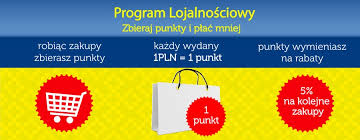 Program Lojalnościowy
Zbieraj punkty i płać mniej
robiąc zakupy
zbierasz punkty
każdy wydany
1PLN = 1 punkt
punkty wymieniasz
na rabaty
1
punkt
5%
na kolejne
zakupy